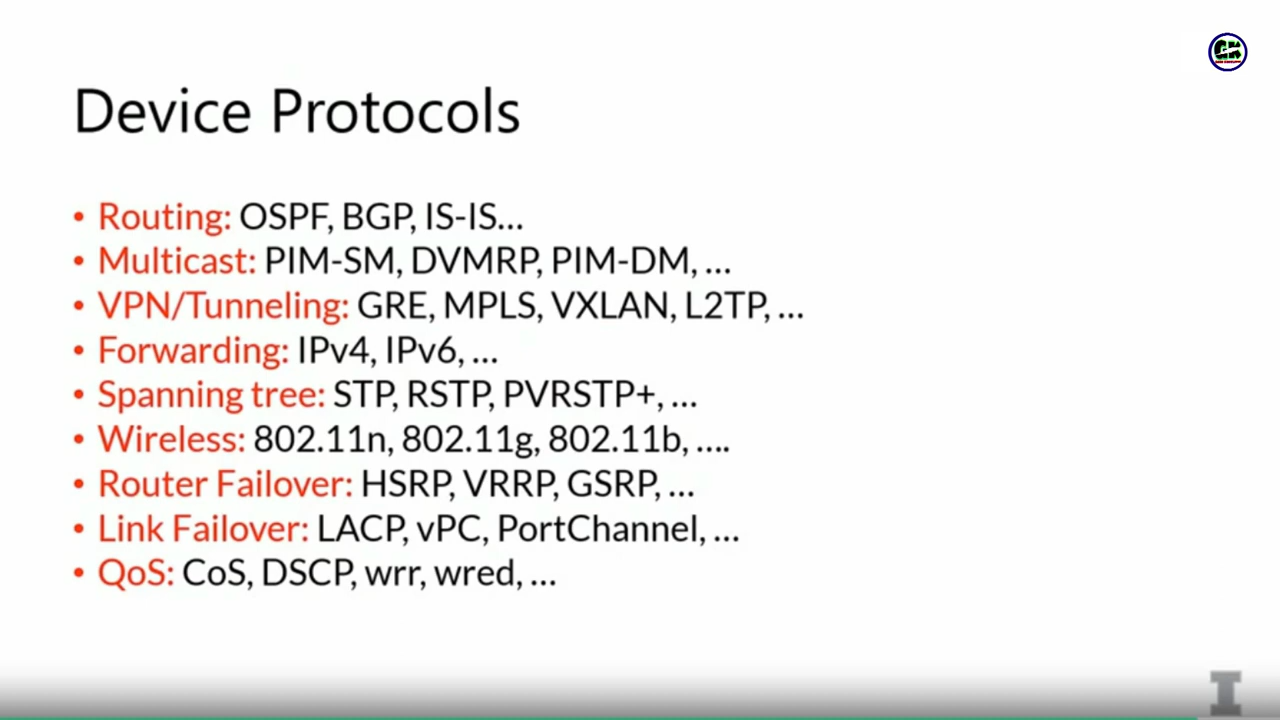 Device Protocols
• Routing: OSPF, BGP, IS-IS...
• Multicast: PIM-SM, DVMRP, PIM-DM, ...
• VPN/Tunneling: GRE, MPLS, VXLAN, L2TP, ...
• Forwarding: IPv4, IPv6, ...
• Spanning tree: STP, RSTP, PVRSTP+, ...
• Wireless: 802.11n, 802.11g, 802.11b, ....
• Router Failover: HSRP, VRRP, GSRP, ...
• Link Failover: LACP, vPC, PortChannel, ...
• QoS: CoS, DSCP, wrr, wred, ...
I